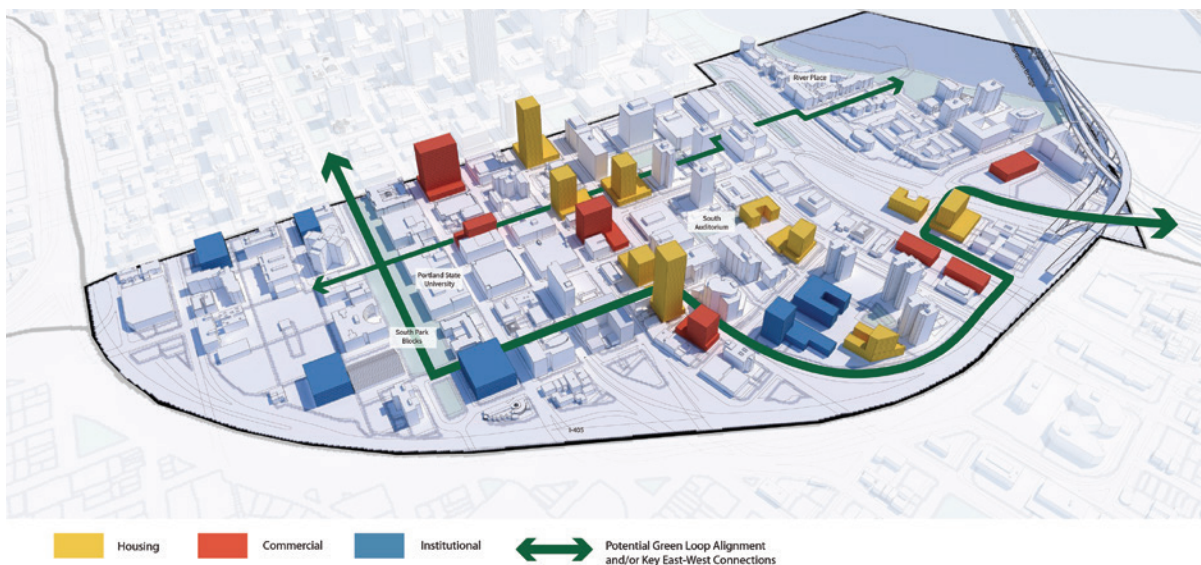 River Place
South
Auditorium
Portland State
University
South Park
Blocks
I-405
Housing
Commercial
Institutional
Potential Green Loop Alignment
and/or Key East-West Connections